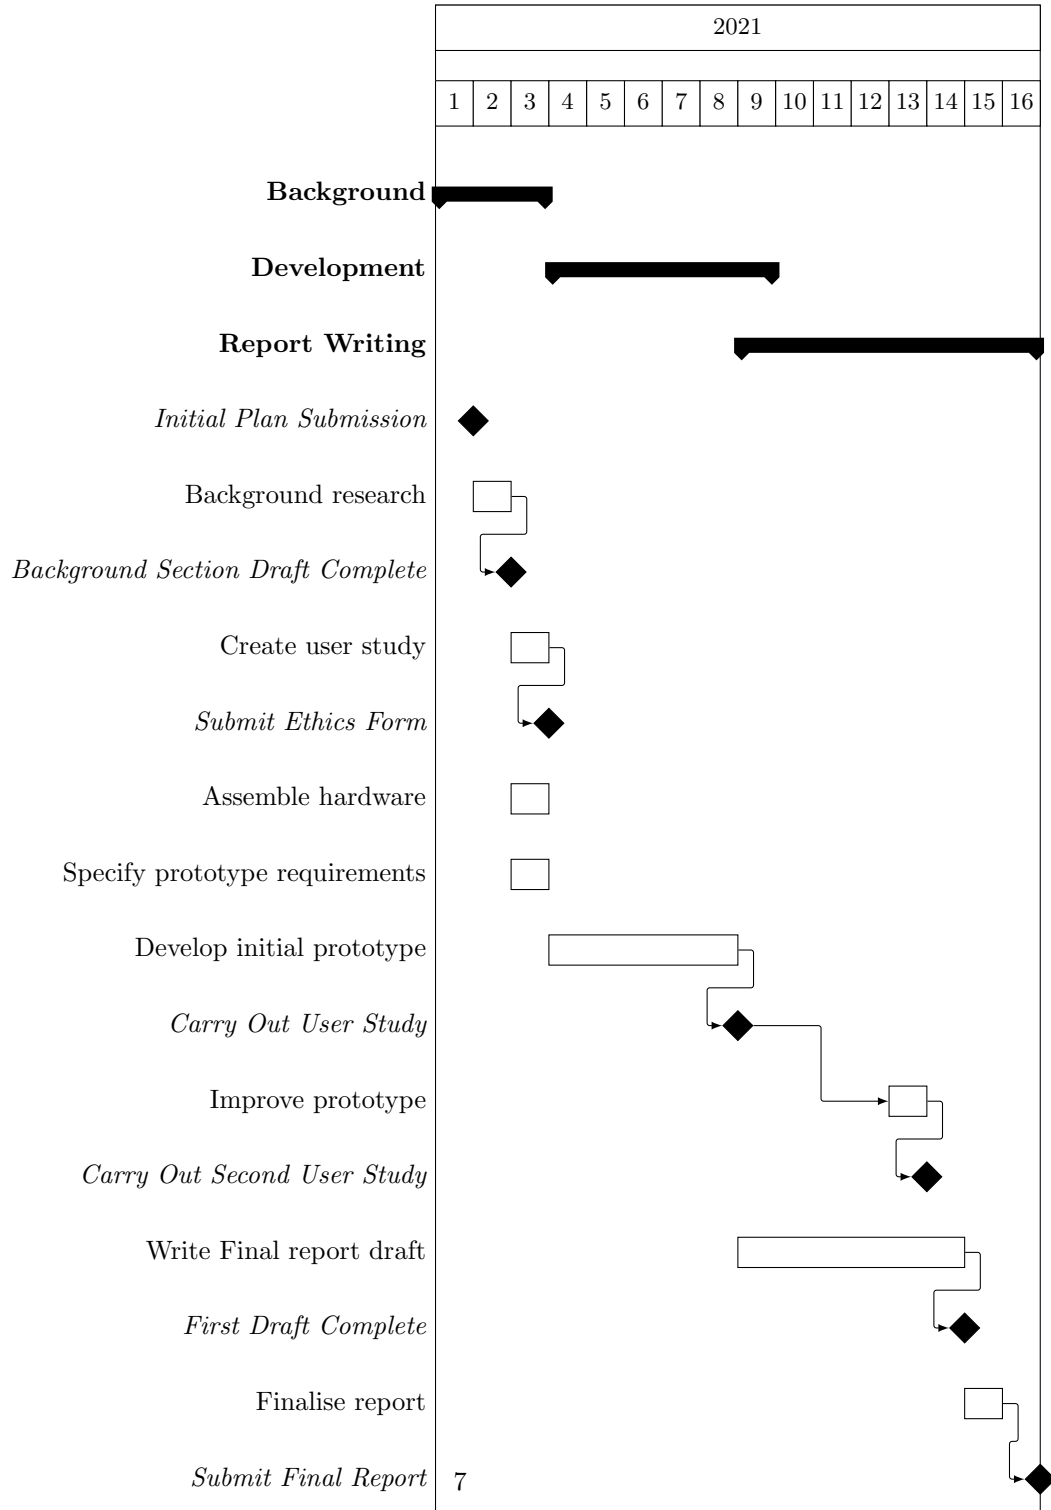 2021
1 2 3 4 5 6 7 8 9 10 11 12 13 14 15 16
Background
Development
Report Writing
Initial Plan Submission
Background research
Background Section Draft Complete
Create user study
Submit Ethics Form
Assemble hardware
Specify prototype requirements
Develop initial prototype
Carry Out User Study
Improve prototype
Carry Out Second User Study
Write Final report draft
First Draft Complete
Finalise report
Submit Final Report 7